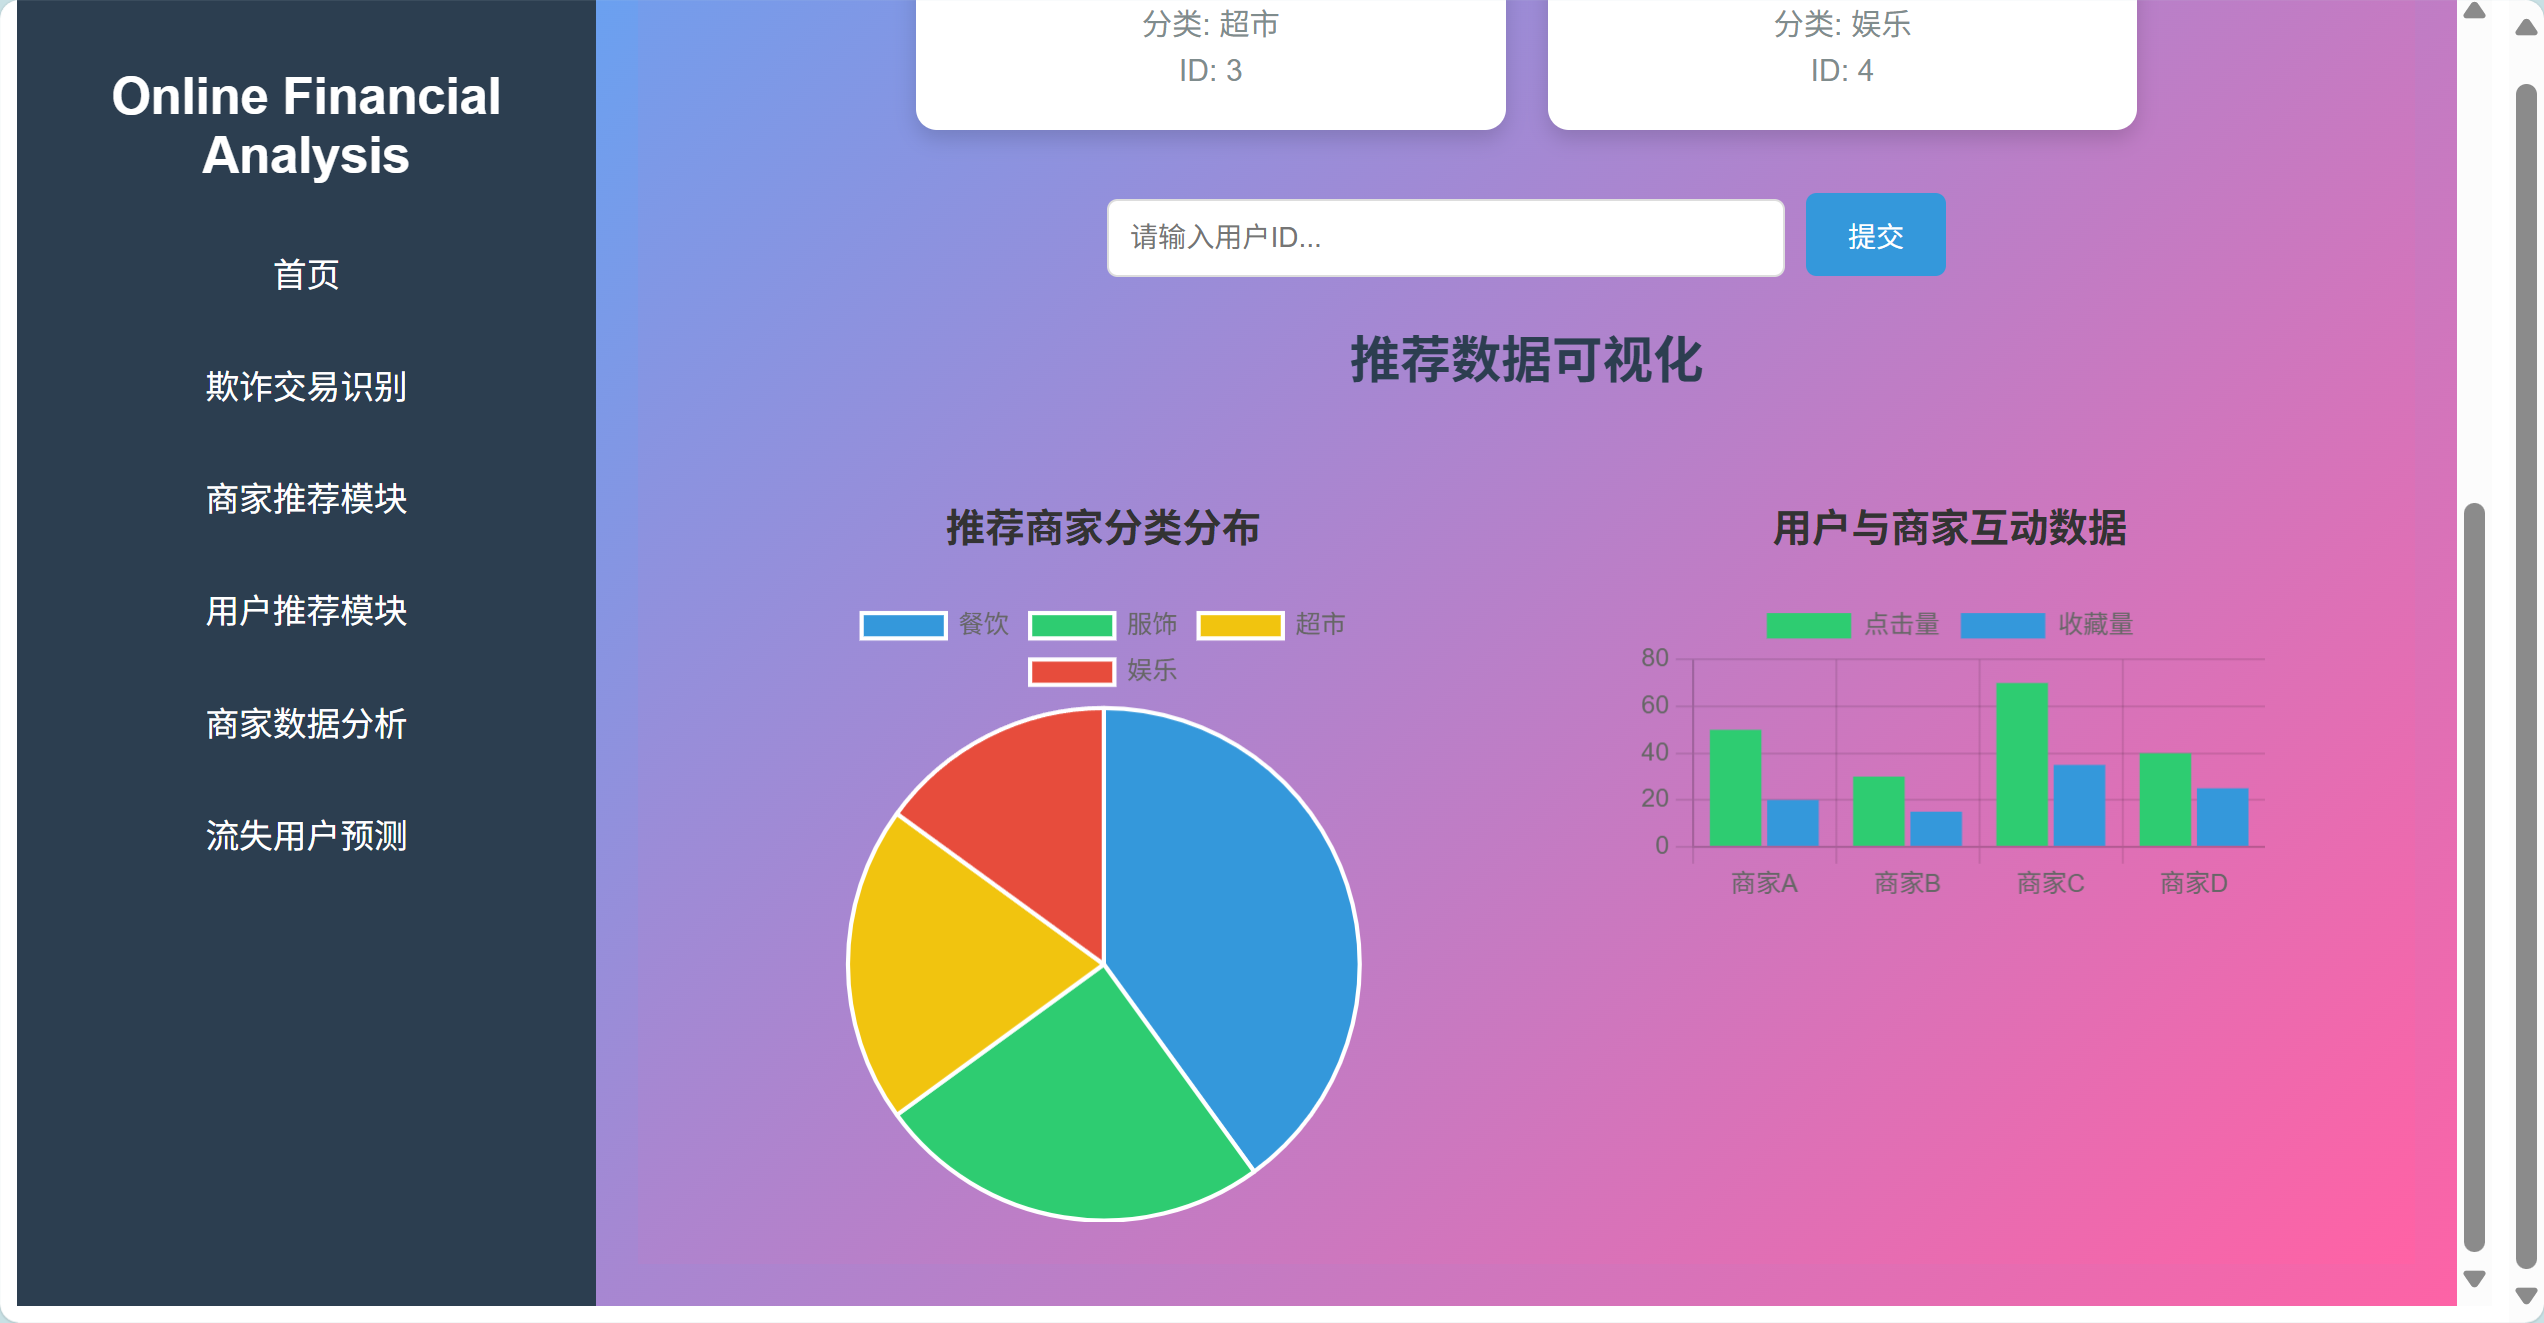 Online Financial
Analysis
首页
欺诈交易识别
商家推荐模块
用户推荐模块
商家数据分析
流失用户预测
分类: 超市
ID: 3
分类: 娱乐
ID: 4
请输入用户ID...
提交
推荐数据可视化
推荐商家分类分布
餐饮 服饰 超市
娱乐
用户与商家互动数据
点击量 收藏量
80
60
40
20
0
商家A 商家B 商家C 商家D